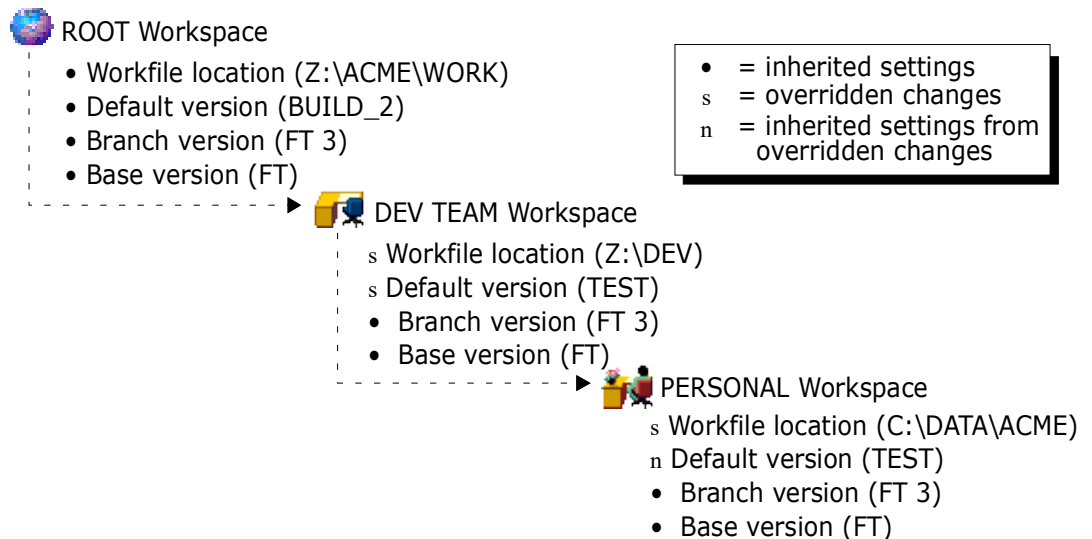 ROOT Workspace
• Workfile location (Z:\ACME\WORK)
• Default version (BUILD_2)
• Branch version (FT 3)
• Base version (FT)
• = inherited settings
s = overridden changes
n = inherited settings from
overridden changes
DEV TEAM Workspace
s Workfile location (Z:\DEV)
s Default version (TEST)
• Branch version (FT 3)
• Base version (FT)
PERSONAL Workspace
s Workfile location (C:\DATA\ACME)
n Default version (TEST)
• Branch version (FT 3)
• Base version (FT)